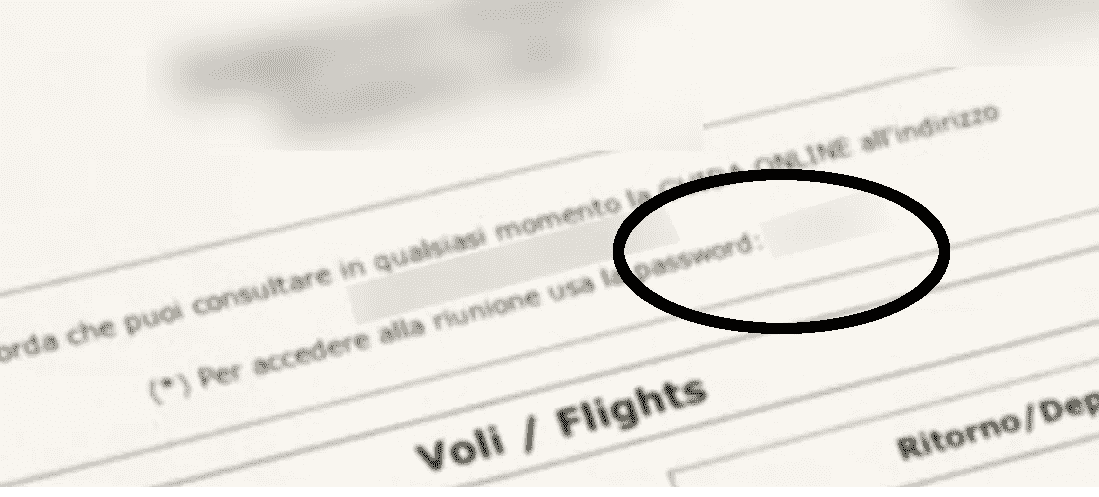 orda che puoi consultare in qualsiasi momento la GUIDA ONLINE all'indirizzo
(*) Per accedere alla riunione usa la password:
Voli / Flights
Ritorno/Dep